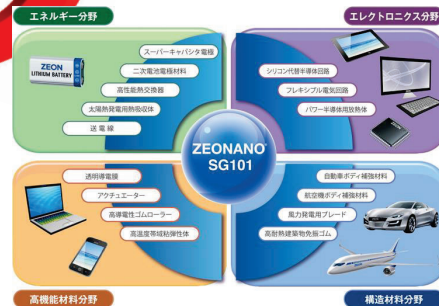 エネルギー分野
エレクトロニクス分野
ZEON
LITHIUM BATTERY
スーパーキャパシタ電極
二次電池電極材料
高性能熱交換器
太陽熱発電用熱吸収体
送電線
シリコン代替半導体回路
フレキシブル電気回路
パワー半導体用放熱体
ZEONANO®
SG101
透明導電膜
アクチュエーター
高導電性ゴムローラー
高温度帯域粘弾性体
自動車ボディ補強材料
航空機ボディ補強材料
風力発電用ブレード
高耐熱建築物免振ゴム
高機能材料分野
構造材料分野